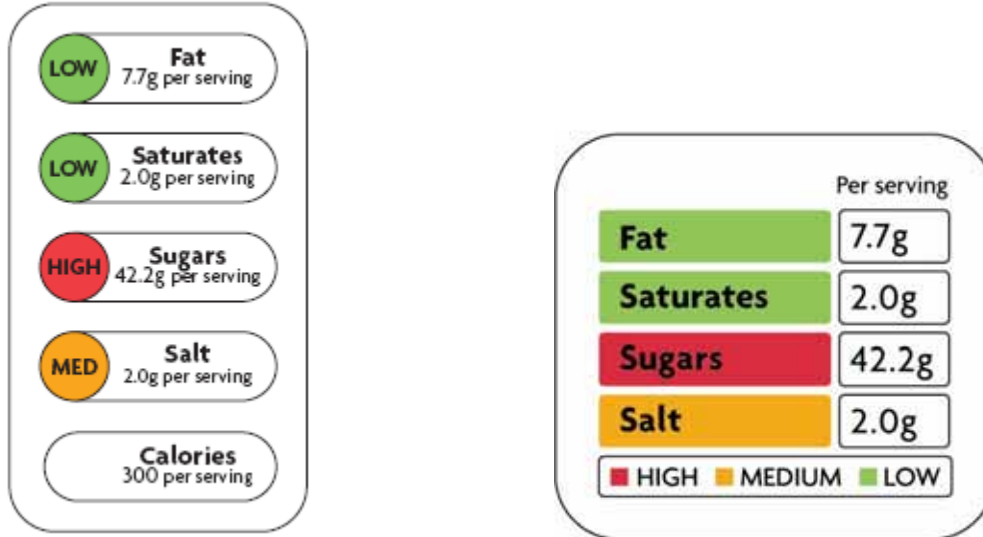 LOW
Fat
7.7g per serving
LOW
Saturates
2.0g per serving
HIGH
Sugars
42.2g per serving
MED
Salt
2.0g per serving
Calories
300 per serving
Per serving
Fat 7.7g
Saturates 2.0g
Sugars 42.2g
Salt 2.0g
HIGH MEDIUM LOW